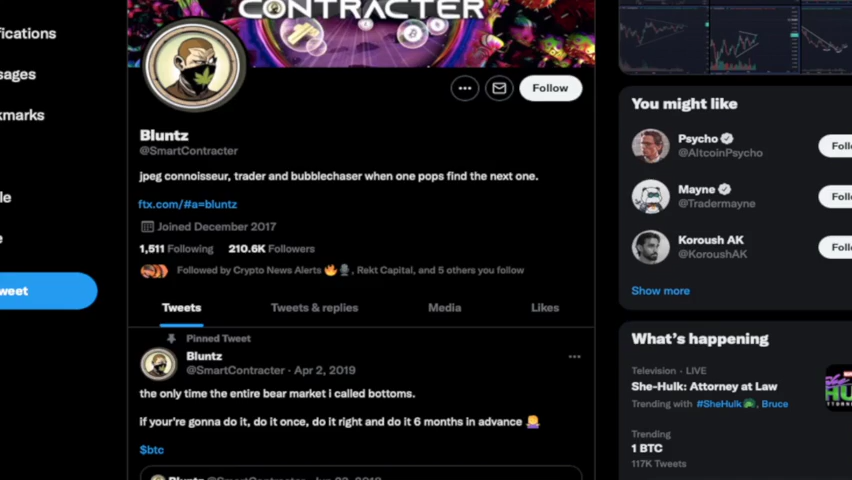 CONTRACTER
fications
sages
kmarks
le
e
weet
Follow
Bluntz
@SmartContracter
jpeg connoisseur, trader and bubblechaser when one pops find the next one.
ftx.com/#a=bluntz
Joined December 2017
1,511 Following 210.6K Followers
Followed by Crypto News Alerts 🔥🎙️, Rekt Capital, and 5 others you follow
Tweets Tweets & replies Media Likes
Pinned Tweet
Bluntz
@SmartContracter · Apr 2, 2019
the only time the entire bear market i called bottoms.
if your're gonna do it, do it once, do it right and do it 6 months in advance
$btc
Bluntz @SmartContracter
You might like
Psycho
@AltcoinPsycho
Foll
Mayne
@Tradermayne
Foll
Koroush AK
@KoroushAK
Foll
Show more
What's happening
Television · LIVE
She-Hulk: Attorney at Law
Trending with #SheHulk, Bruce
Trending
1 BTC
117K Tweets